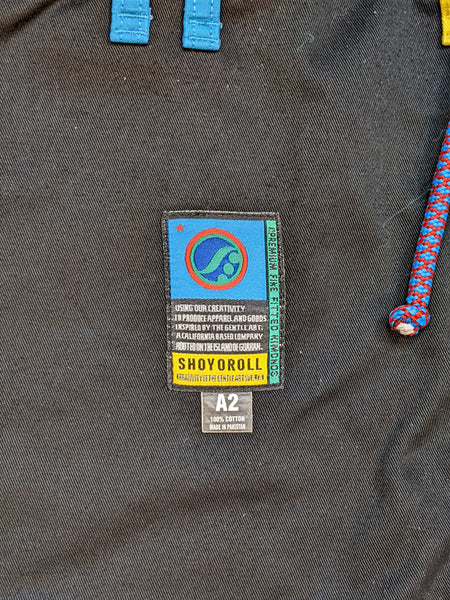 USING OUR CREATIVITY
TO PRODUCE APPAREL AND GOODS
INSPIRED BY THE GENTLE ART.
A CALIFORNIA BASED COMPANY
ROOTED ON THE ISLAND OF GUAHAN.
SHOYOROLL
PREMIUM FINE FITTED KIMONOS
A2
100% COTTON
MADE IN PAKISTAN